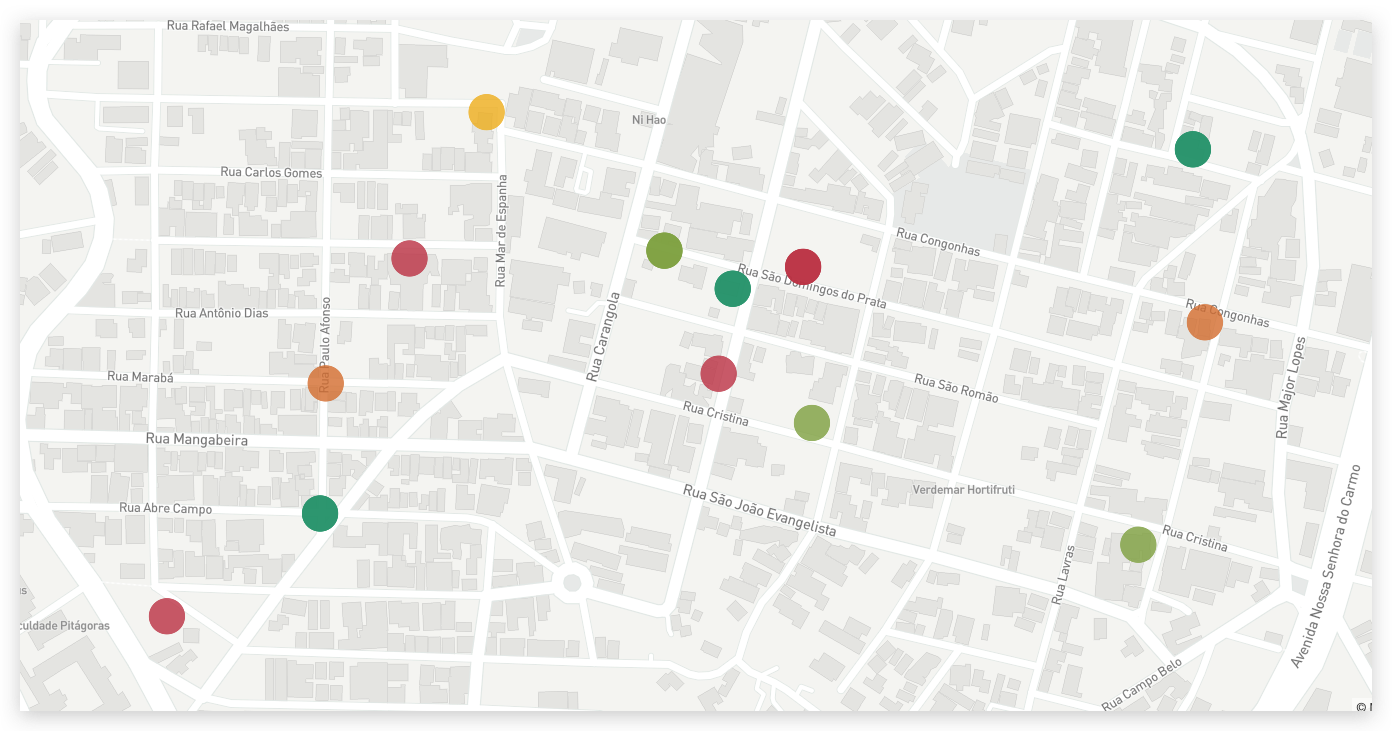 Rua Rafael Magalhães
Ni Hao
Rua Carlos Gomes
Rua Mar de Espanha
Rua Congonhas
Rua São Domingos do Prata
Rua Antônio Dias
Rua Paulo Afonso
Rua Carangola
Rua Congonhas
Rua Major Lopes
Rua Marabá
Rua São Romão
Rua Cristina
Rua Mangabeira
Verdemar Hortifruti
Rua São João Evangelista
Rua Abre Campo
Rua Cristina
Avenida Nossa Senhora do Carmo
Rua Lavras
us
culdade Pitágoras
Rua Campo Belo
©